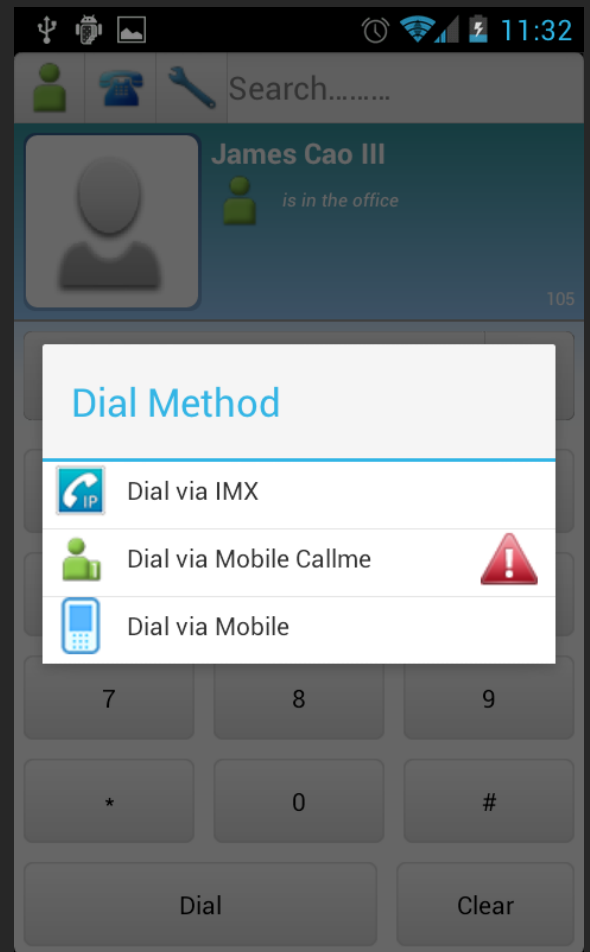 11:32
Search.........
James Cao III
is in the office
105
Dial Method
IP
Dial via IMX
Dial via Mobile Callme
!
Dial via Mobile
7 8 9
* 0 #
Dial Clear